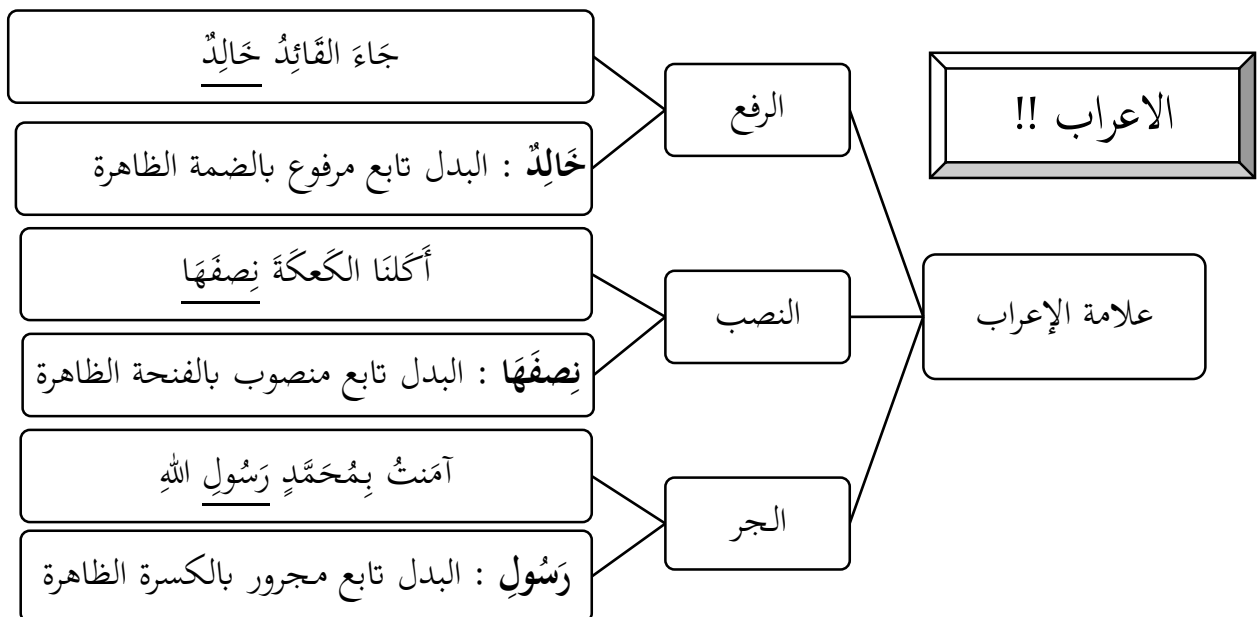 الاعراب !!
علامة الإعراب
الرفع
جَاءَ القَائِدُ خَالِدٌ
خَالِدٌ : البدل تابع مرفوع بالضمة الظاهرة
النصب
أَكَلنَا الكَعكَةَ نِصفَهَا
نِصفَهَا : البدل تابع منصوب بالفنحة الظاهرة
الجر
آمَنتُ بِمُحَمَّدٍ رَسُولِ اللهِ
رَسُولِ : البدل تابع مجرور بالكسرة الظاهرة